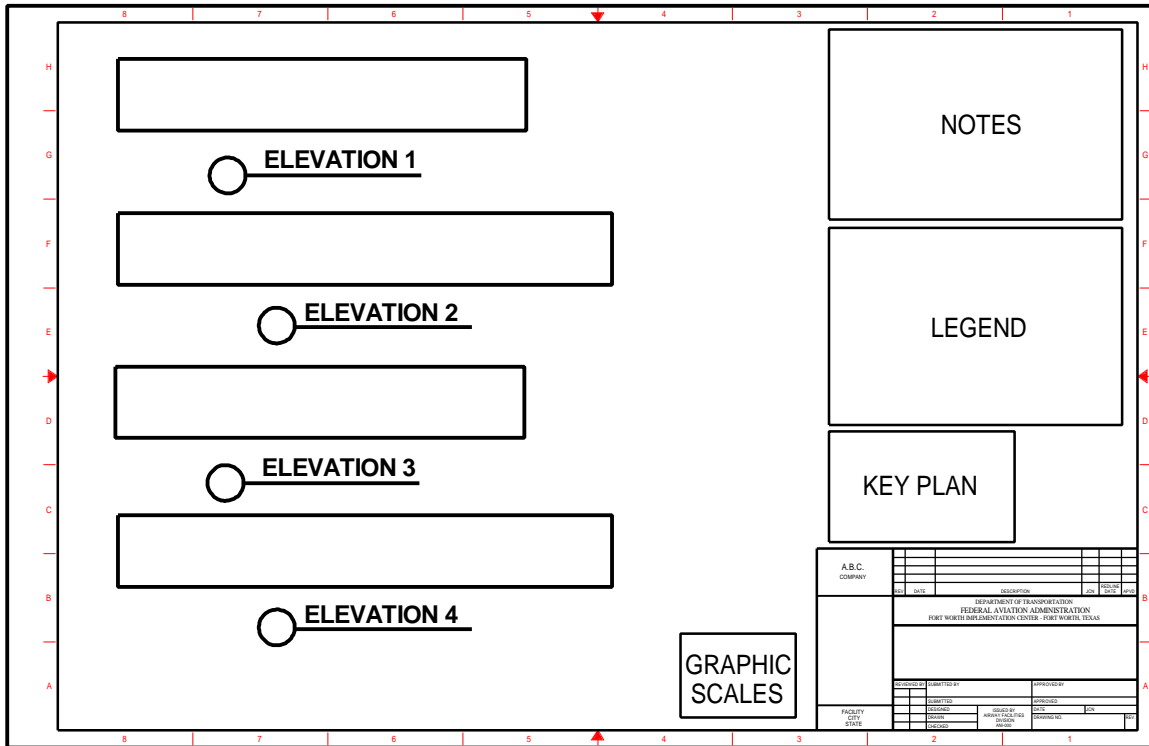 8 7 6 5 4 3 2 1
H H
NOTES
G G
ELEVATION 1
F F
ELEVATION 2
LEGEND
E E
D D
ELEVATION 3
KEY PLAN
C C
A.B.C.
COMPANY
REV DATE DESCRIPTION JCN REDLINE DATE APVD
B B
DEPARTMENT OF TRANSPORTATION
FEDERAL AVIATION ADMINISTRATION
FORT WORTH IMPLEMENTATION CENTER - FORT WORTH, TEXAS
ELEVATION 4
GRAPHIC
SCALES
A A
REVIEWED BY SUBMITTED BY APPROVED BY
SUBMITTED APPROVED
FACILITY
CITY
STATE
DESIGNED
DRAWN
CHECKED
ISSUED BY
AIRWAY FACILITIES
DIVISION
DATE JCN
DRAWING NO. REV.
8 7 6 5 4 3 2 1